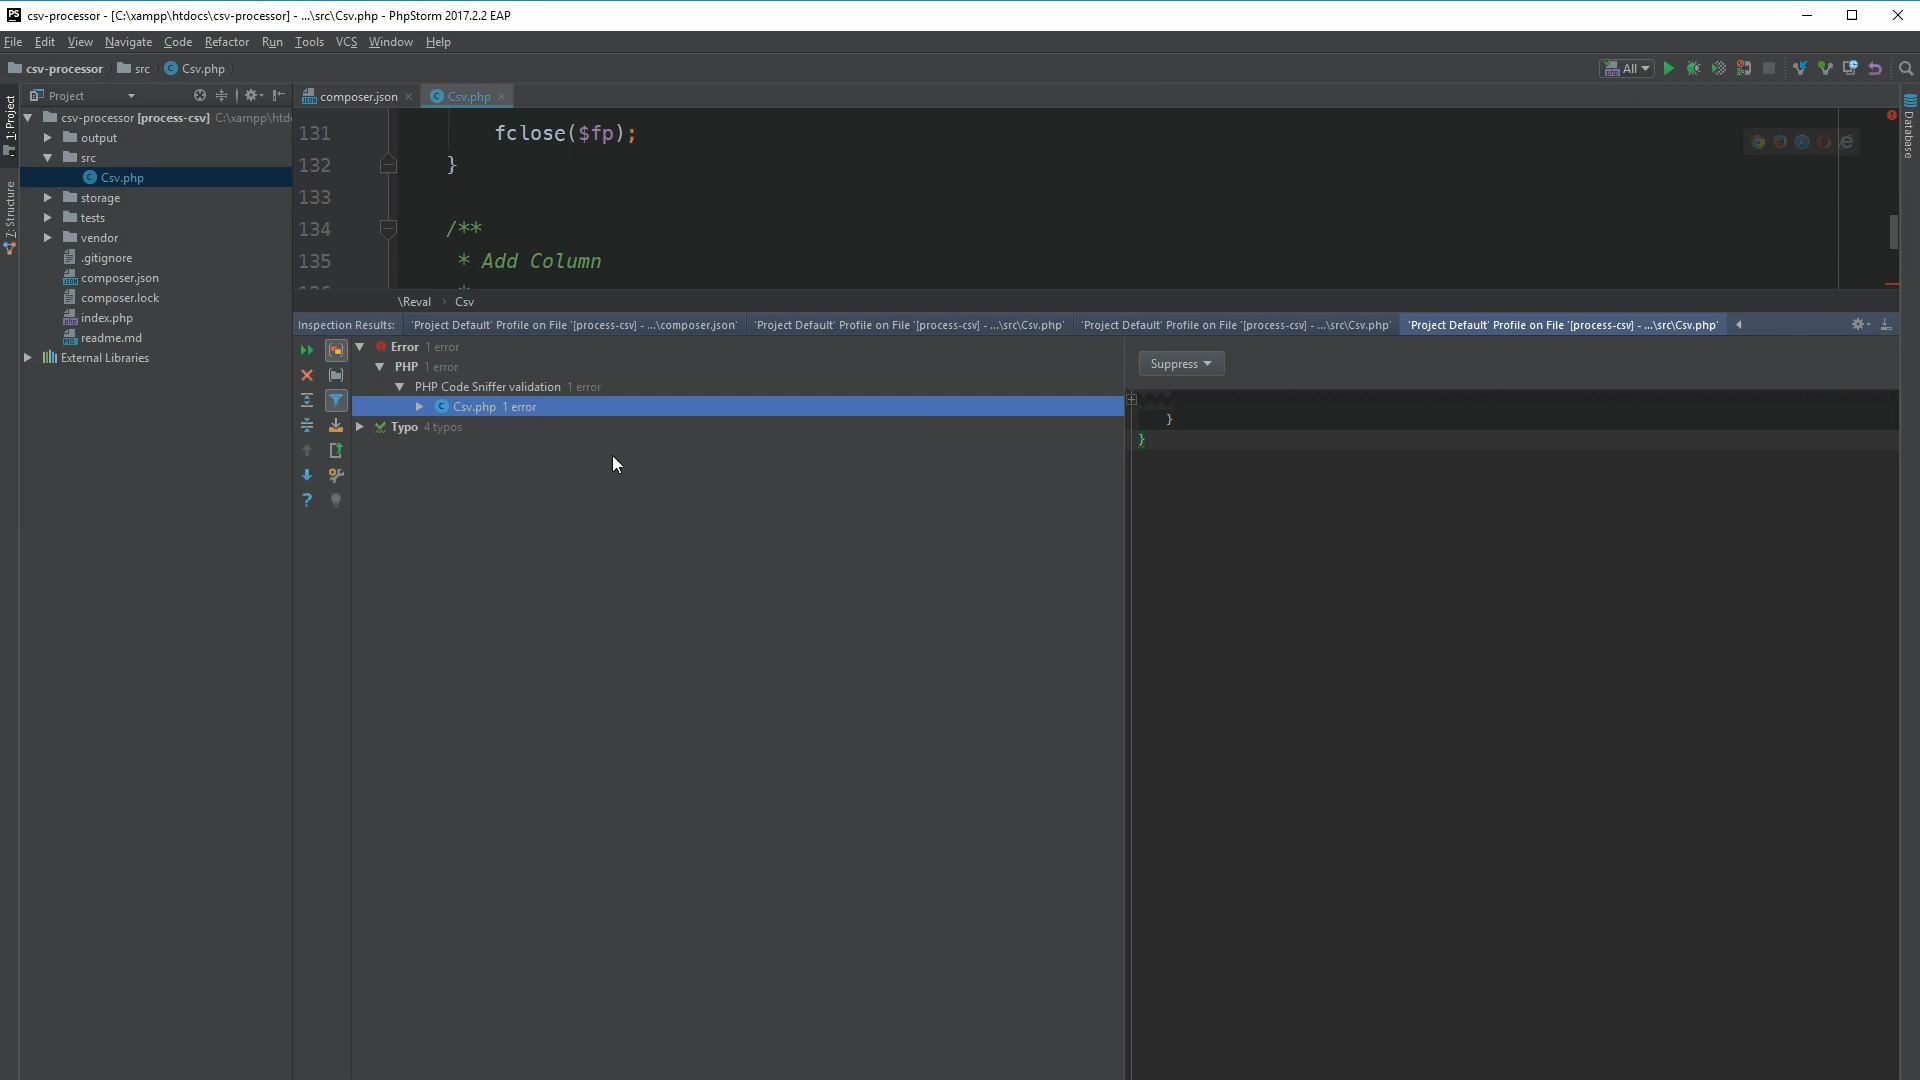 csv-processor - [C:\xampp\htdocs\csv-processor] - ...\src\Csv.php - PhpStorm 2017.2.2 EAP
File Edit View Navigate Code Refactor Run Tools VCS Window Help
csv-processor src Csv.php
All
1: Project
7: Structure
Database
Project
csv-processor [process-csv] C:\xampp\htd
output
src
Csv.php
storage
tests
vendor
.gitignore
composer.json
composer.lock
index.php
readme.md
External Libraries
composer.json Csv.php
131 fclose($fp);
132 }
133
134 /**
135 * Add Column
\Reval Csv
Inspection Results: 'Project Default' Profile on File '[process-csv] - ...\composer.json' 'Project Default' Profile on File '[process-csv] - ...\src\Csv.php' 'Project Default' Profile on File '[process-csv] - ...\src\Csv.php' 'Project Default' Profile on File '[process-csv] - ...\src\Csv.php'
Error 1 error
PHP 1 error
PHP Code Sniffer validation 1 error
Csv.php 1 error
Typo 4 typos
Suppress
}
}